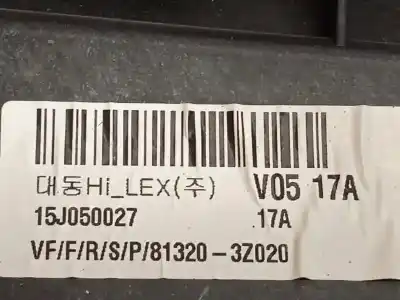 대동Hi_LEX(주) V05 17A
15J050027 17A
VF/F/R/S/P/81320-3Z020